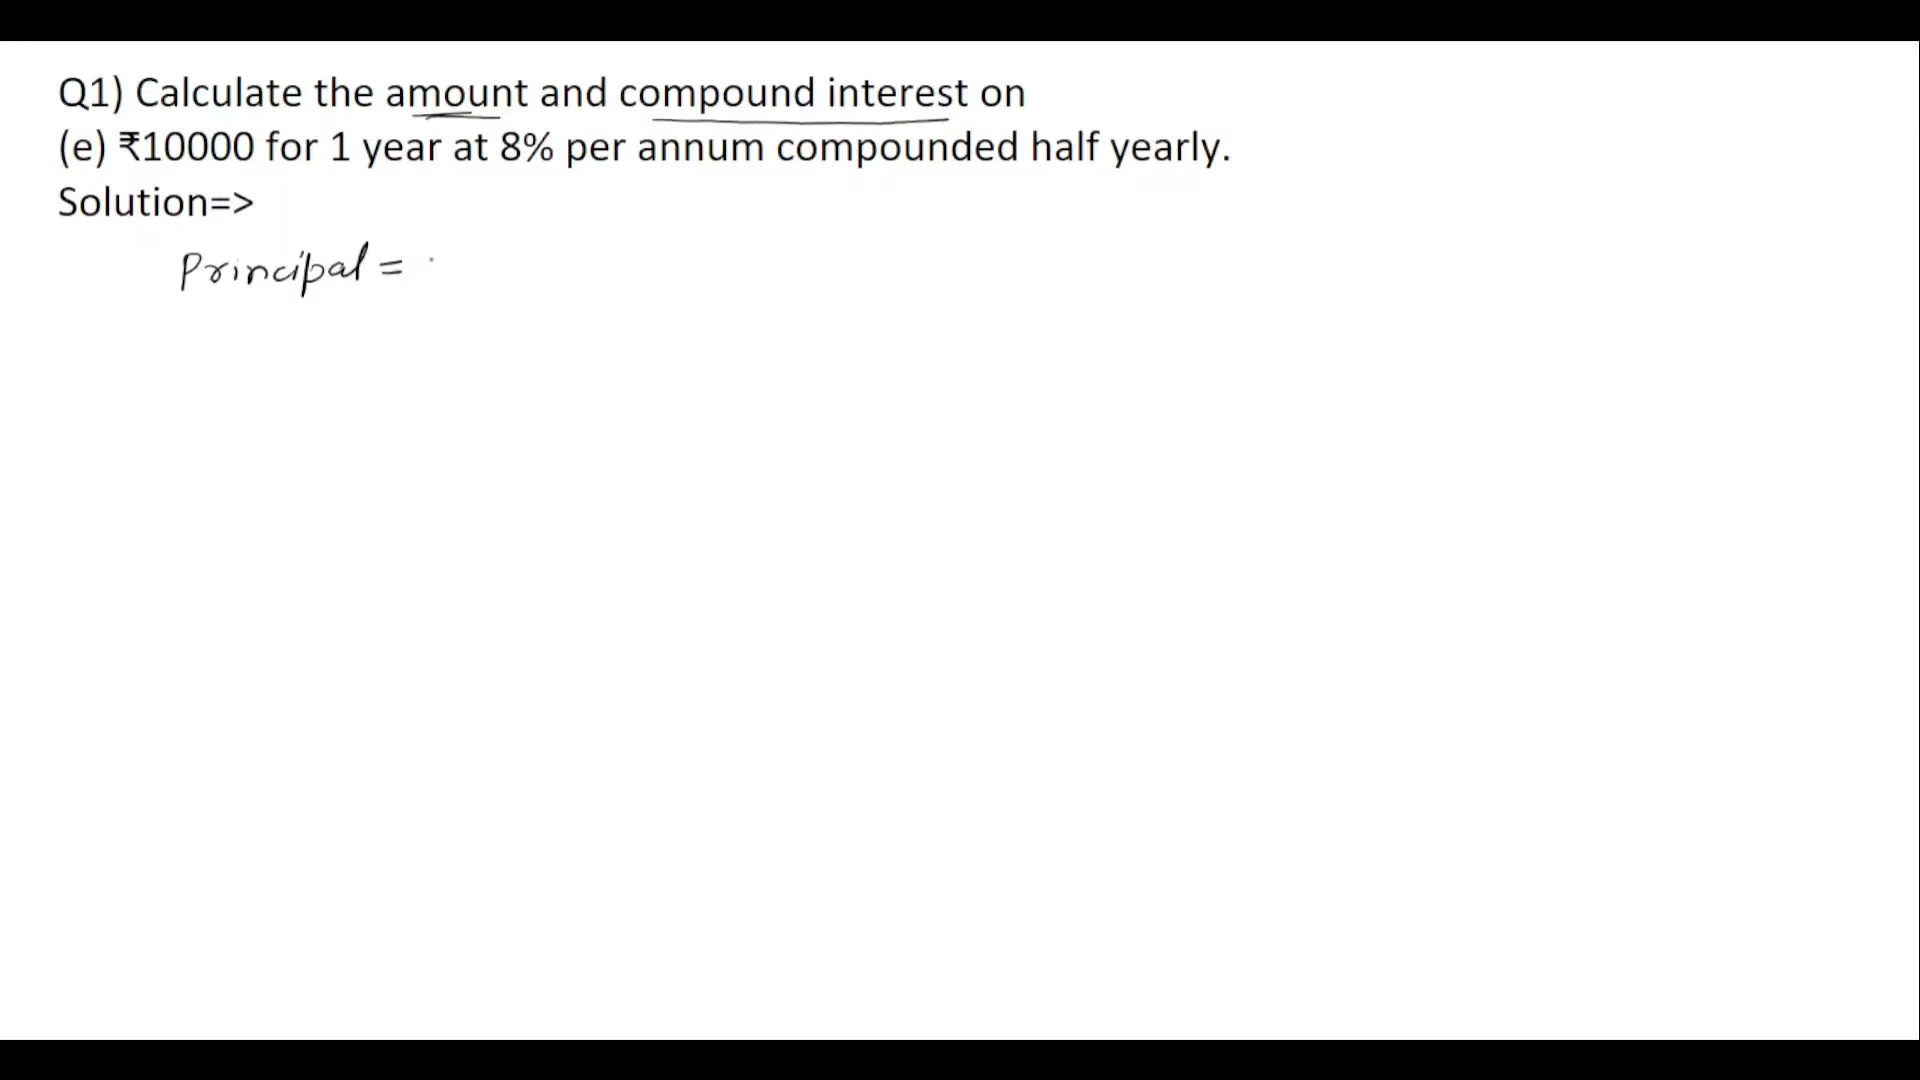 Q1) Calculate the amount and compound interest on
(e) ₹10000 for 1 year at 8% per annum compounded half yearly.
Solution=>
Principal =